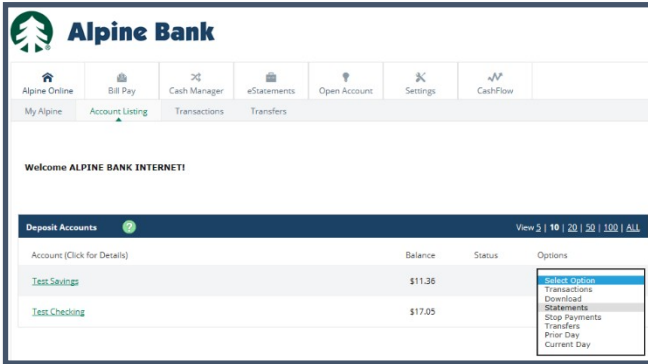 Alpine Bank
Alpine Online Bill Pay Cash Manager eStatements Open Account Settings CashFlow
My Alpine Account Listing Transactions Transfers
Welcome ALPINE BANK INTERNET!
Deposit Accounts ? View 5 | 10 | 20 | 50 | 100 | ALL
Account (Click for Details) Balance Status Options
Test Savings $11.36 Select Option
Transactions
Download
Statements
Test Checking $17.05 Stop Payments
Transfers
Prior Day
Current Day